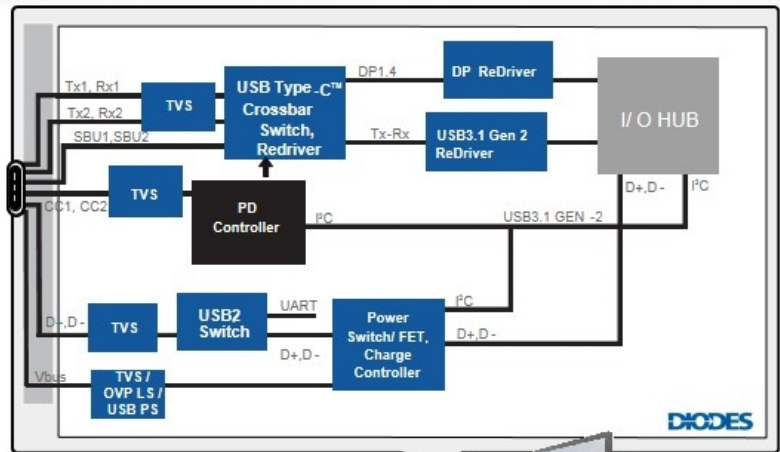 Tx1, Rx1
Tx2, Rx2
SBU1,SBU2
TVS
USB Type -C™
Crossbar
Switch,
Redriver
DP1.4
DP ReDriver
Tx-Rx
USB3.1 Gen 2
ReDriver
I/ O HUB
D+,D -
I²C
CC1, CC2
TVS
PD
Controller
I²C
USB3.1 GEN -2
D+,D -
TVS
USB2
Switch
UART
D+,D -
Power
Switch/ FET,
Charge
Controller
I²C
D+,D -
Vbus
TVS /
OVP LS /
USB PS
DIODES